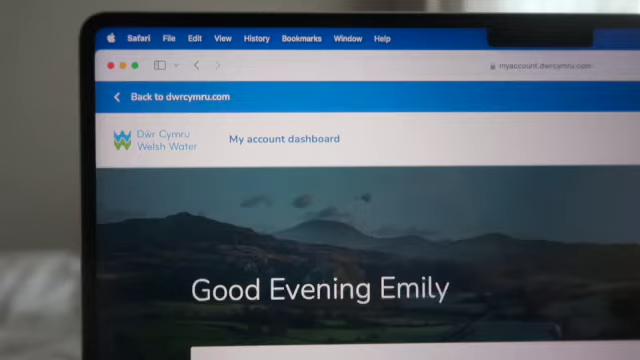 Safari File Edit View History Bookmarks Window Help
myaccount.dwrcymru.com
Back to dwrcymru.com
Dŵr Cymru
Welsh Water
My account dashboard
Good Evening Emily